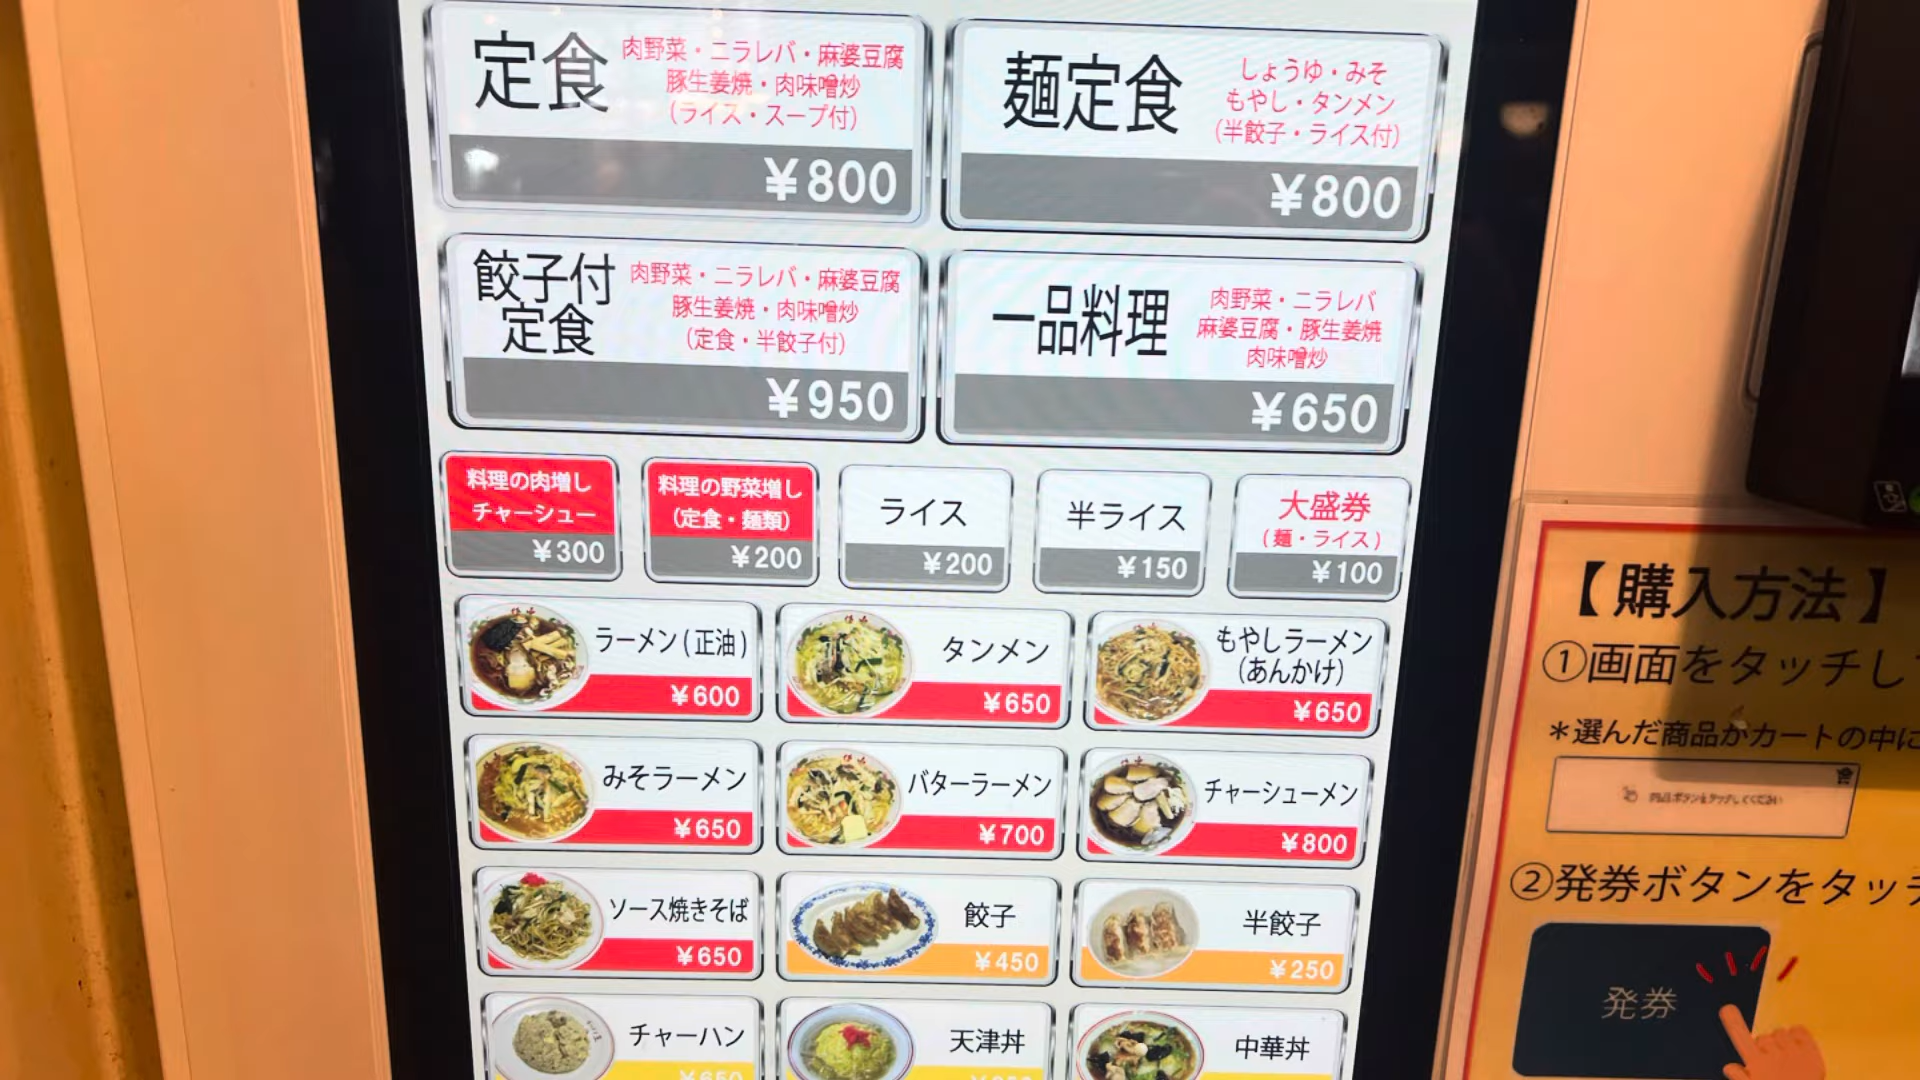 定食
肉野菜・ニラレバ・麻婆豆腐
豚生姜焼・肉味噌炒
(ライス・スープ付)
¥800
麺定食
しょうゆ・みそ
もやし・タンメン
(半餃子・ライス付)
¥800
餃子付
定食
肉野菜・ニラレバ・麻婆豆腐
豚生姜焼・肉味噌炒
(定食・半餃子付)
¥950
一品料理
肉野菜・ニラレバ
麻婆豆腐・豚生姜焼
肉味噌炒
¥650
料理の肉増し
チャーシュー
¥300
料理の野菜増し
(定食・麺類)
¥200
ライス
¥200
半ライス
¥150
大盛券
(麺・ライス)
¥100
ラーメン(正油)
¥600
タンメン
¥650
もやしラーメン
(あんかけ)
¥650
みそラーメン
¥650
バターラーメン
¥700
チャーシューメン
¥800
ソース焼きそば
¥650
餃子
¥450
半餃子
¥250
チャーハン
¥650
天津丼
中華丼
【購入方法】
①画面をタッチし
*選んだ商品がカートの中に
②発券ボタンをタッチ
発券